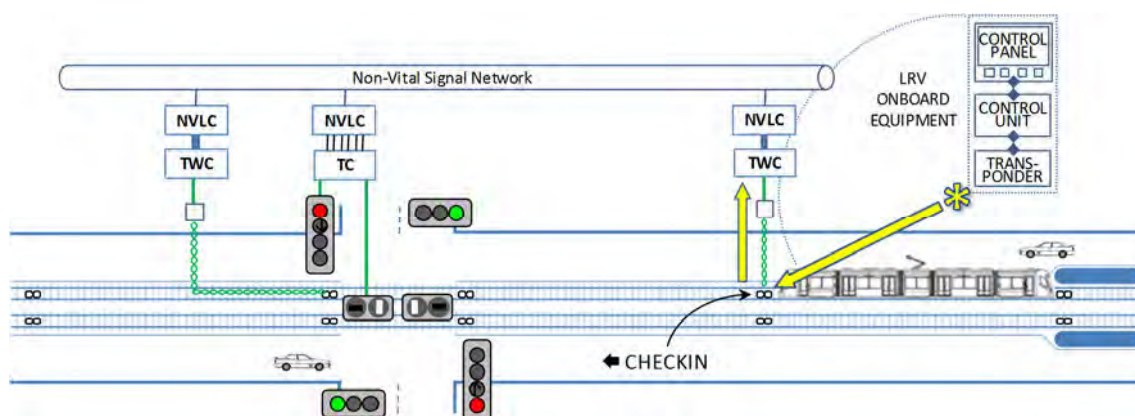 Non-Vital Signal Network
CONTROL
PANEL
LRV
ONBOARD
EQUIPMENT
CONTROL
UNIT
TRANS-
PONDER
NVLC
NVLC
NVLC
TWC
TC
TWC
CHECKIN